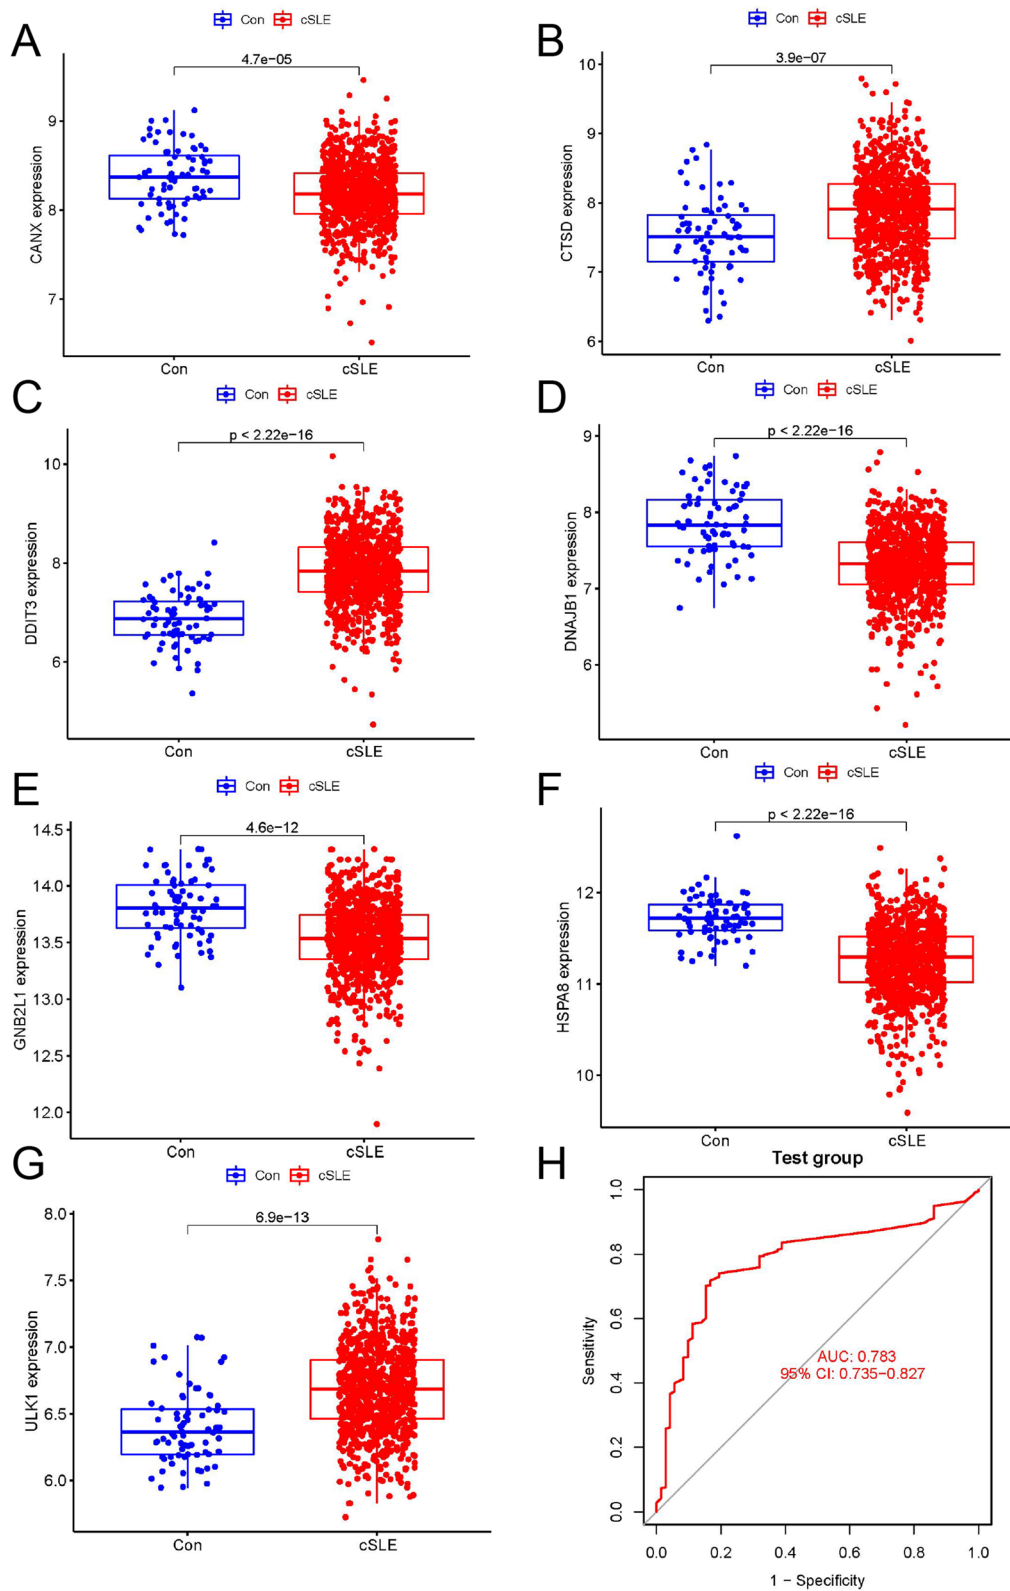 A
Con cSLE
4.7e−05
CANX expression
9
8
7
Con cSLE
B
Con cSLE
3.9e−07
CTSD expression
10
9
8
7
6
Con cSLE
C
Con cSLE
p < 2.22e−16
DDIT3 expression
10
8
6
Con cSLE
D
Con cSLE
p < 2.22e−16
DNAJB1 expression
9
8
7
6
Con cSLE
E
Con cSLE
4.6e−12
GNB2L1 expression
14.5
14.0
13.5
13.0
12.5
12.0
Con cSLE
F
Con cSLE
p < 2.22e−16
HSPA8 expression
12
11
10
Con cSLE
G
Con cSLE
6.9e−13
ULK1 expression
8.0
7.5
7.0
6.5
6.0
Con cSLE
H
Test group
Sensitivity
1.0
0.8
0.6
0.4
0.2
0.0
AUC: 0.783
95% CI: 0.735−0.827
0.0 0.2 0.4 0.6 0.8 1.0
1 − Specificity